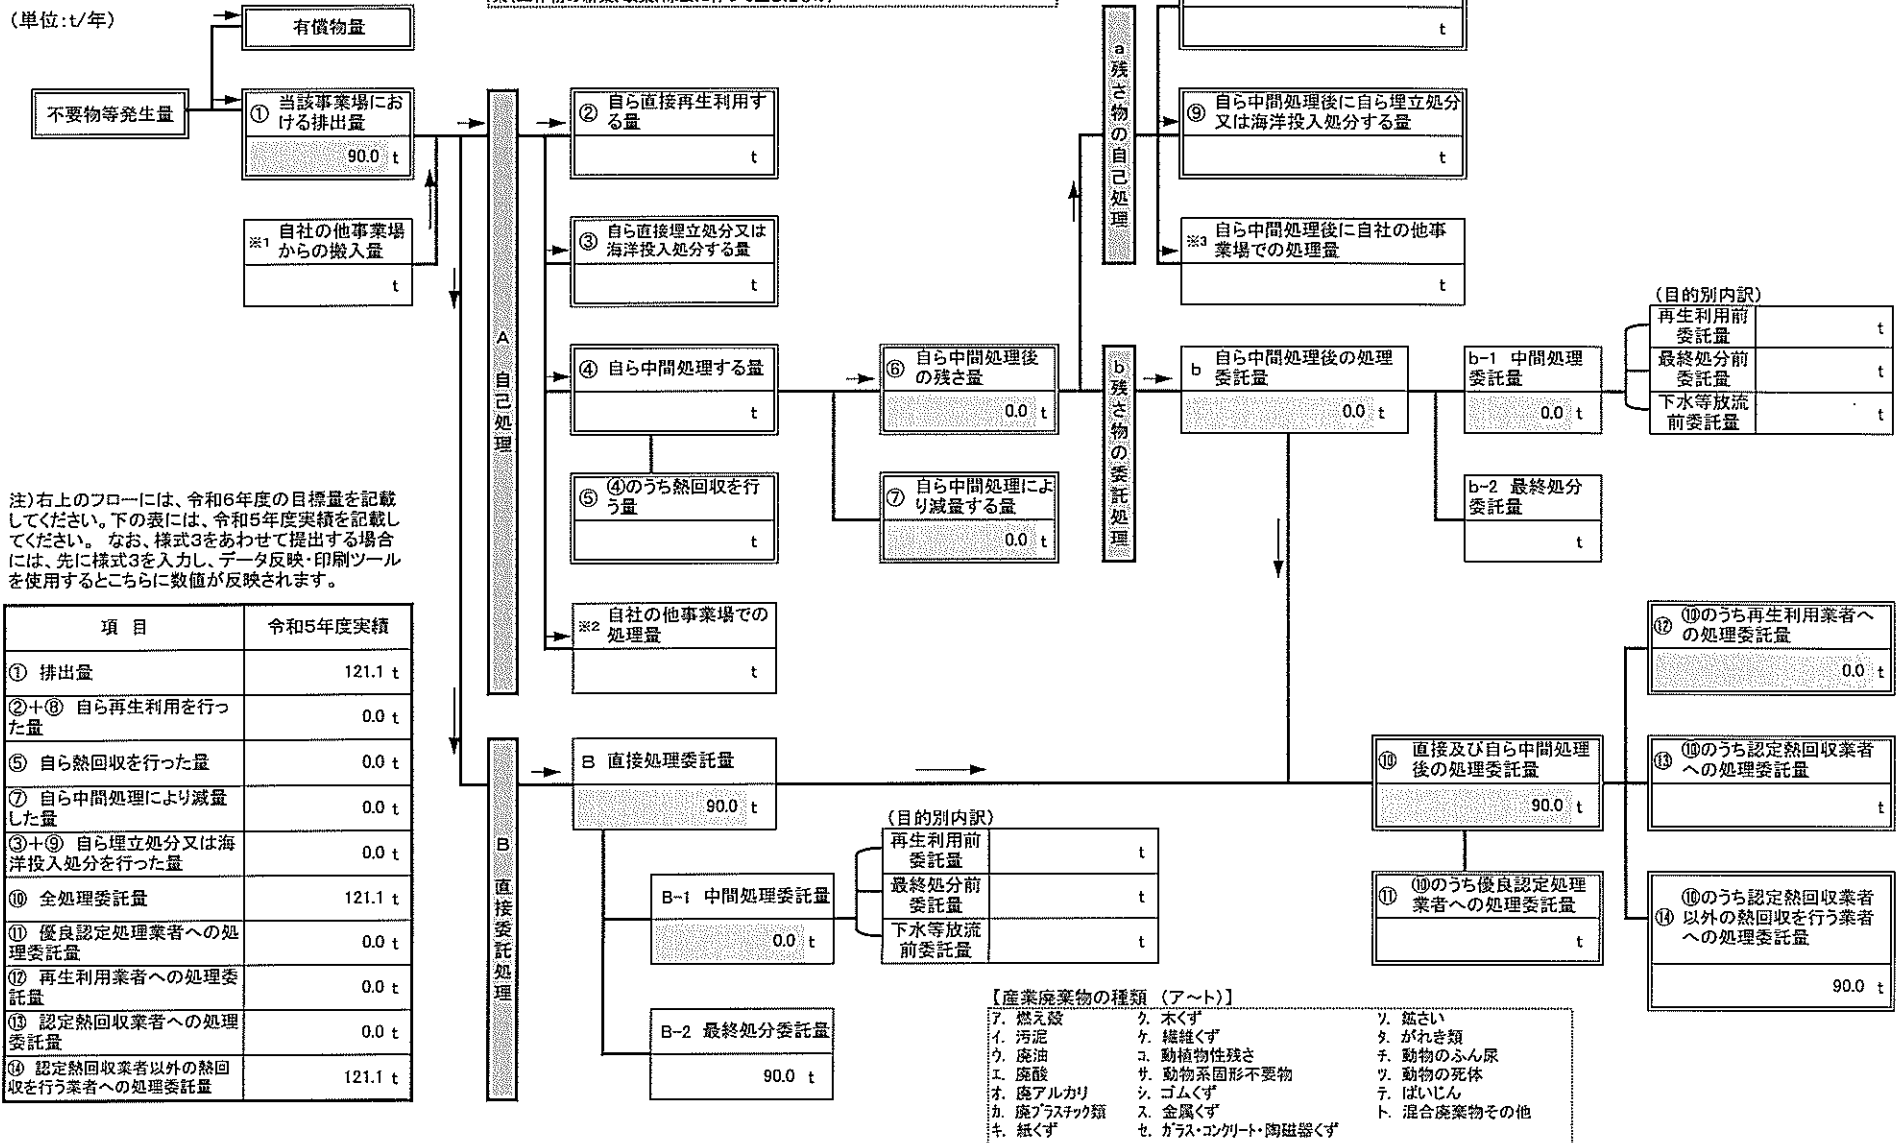 (単位:t/年)
有償物量
不要物等発生量
① 当該事業場にお
ける排出量
90.0 t
※1 自社の他事業場
からの搬入量
t
A 自己処理
② 自ら直接再生利用す
る量
t
③ 自ら直接埋立処分又は
海洋投入処分する量
t
④ 自ら中間処理する量
t
⑤ ④のうち熱回収を行
う量
t
※2 自社の他事業場での
処理量
t
⑥ 自ら中間処理後
の残さ量
0.0 t
⑦ 自ら中間処理によ
り減量する量
0.0 t
a 残さ物の自己処理
t
⑨ 自ら中間処理後に自ら埋立処分
又は海洋投入処分する量
t
※3 自ら中間処理後に自社の他事
業場での処理量
t
b 残さ物の委託処理
b 自ら中間処理後の処理
委託量
0.0 t
b-1 中間処理
委託量
0.0 t
(目的別内訳)
再生利用前
委託量
t
最終処分前
委託量
t
下水等放流
前委託量
t
b-2 最終処分
委託量
t
注)右上のフローには、令和6年度の目標量を記載
してください。下の表には、令和5年度実績を記載し
てください。 なお、様式3をあわせて提出する場合
には、先に様式3を入力し、データ反映・印刷ツール
を使用するとこちらに数値が反映されます。
項 目 令和5年度実績
① 排出量 121.1 t
②+⑧ 自ら再生利用を行っ
た量 0.0 t
⑤ 自ら熱回収を行った量 0.0 t
⑦ 自ら中間処理により減量
した量 0.0 t
③+⑨ 自ら埋立処分又は海
洋投入処分を行った量 0.0 t
⑩ 全処理委託量 121.1 t
⑪ 優良認定処理業者への処
理委託量 0.0 t
⑫ 再生利用業者への処理委
託量 0.0 t
⑬ 認定熱回収業者への処理
委託量 0.0 t
⑭ 認定熱回収業者以外の熱回
収を行う業者への処理委託量 121.1 t
B 直接委託処理
B 直接処理委託量
90.0 t
B-1 中間処理委託量
0.0 t
(目的別内訳)
再生利用前
委託量
t
最終処分前
委託量
t
下水等放流
前委託量
t
B-2 最終処分委託量
90.0 t
⑩ 直接及び自ら中間処理
後の処理委託量
90.0 t
⑪ ⑩のうち優良認定処理
業者への処理委託量
t
⑫ ⑩のうち再生利用業者へ
の処理委託量
0.0 t
⑬ ⑩のうち認定熱回収業者
への処理委託量
t
⑭ ⑩のうち認定熱回収業者
以外の熱回収を行う業者
への処理委託量
90.0 t
【産業廃棄物の種類 (ア~ト)】
ア. 燃え殻 ク. 木くず ソ. 鉱さい
イ. 汚泥 ケ. 繊維くず タ. がれき類
ウ. 廃油 コ. 動植物性残さ チ. 動物のふん尿
エ. 廃酸 サ. 動物系固形不要物 ツ. 動物の死体
オ. 廃アルカリ シ. ゴムくず テ. ばいじん
カ. 廃プラスチック類 ス. 金属くず ト. 混合廃棄物その他
キ. 紙くず セ. ガラス・コンクリート・陶磁器くず